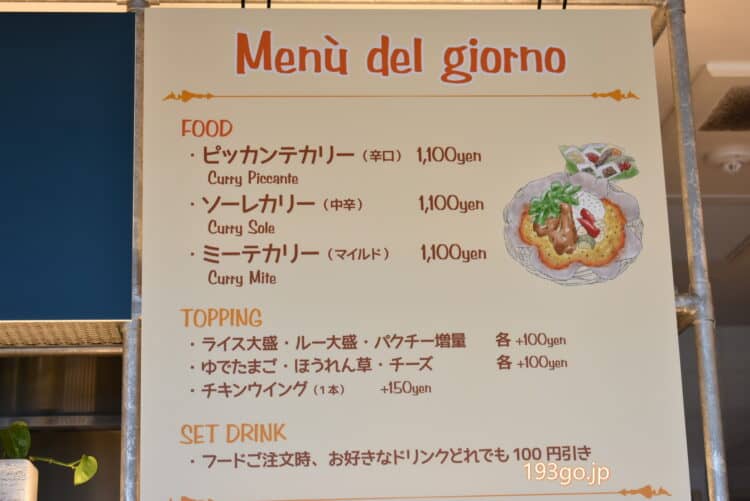 Menù del giorno
FOOD
・ピッカンテカリー（辛口） 1,100yen
Curry Piccante
・ソーレカリー（中辛） 1,100yen
Curry Sole
・ミーテカリー（マイルド） 1,100yen
Curry Mite
TOPPING
・ライス大盛・ルー大盛・パクチー増量 各 +100yen
・ゆでたまご・ほうれん草・チーズ 各 +100yen
・チキンウイング（1本） +150yen
SET DRINK
・フードご注文時、お好きなドリンクどれでも100円引き
193go.jp